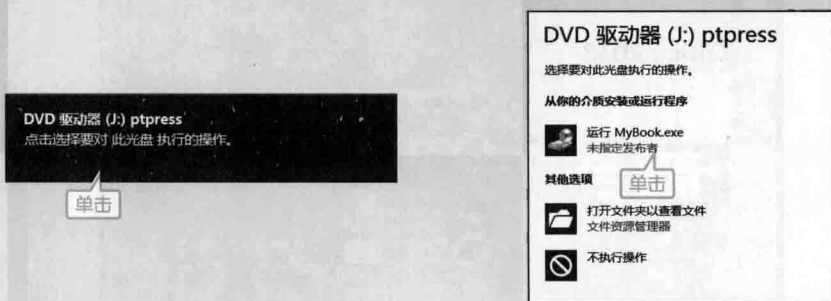 DVD 驱动器 (J:) ptpress
点击选择要对 此光盘 执行的操作。
单击
DVD 驱动器 (J:) ptpress
选择要对此光盘执行的操作。
从你的介质安装或运行程序
运行 MyBook.exe
未指定发布者
单击
其他选项
打开文件夹以查看文件
文件资源管理器
不执行操作